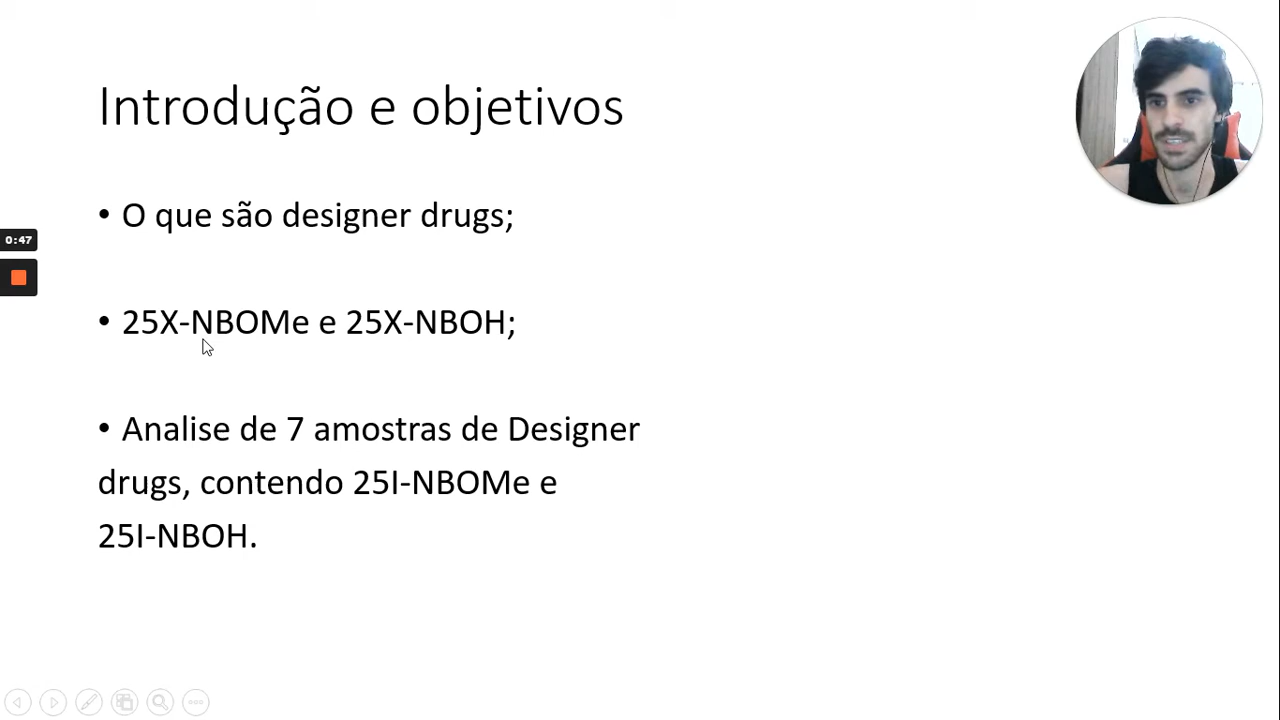 Introdução e objetivos
• O que são designer drugs;
0:47
• 25X-NBOMe e 25X-NBOH;
• Analise de 7 amostras de Designer
drugs, contendo 25I-NBOMe e
25I-NBOH.